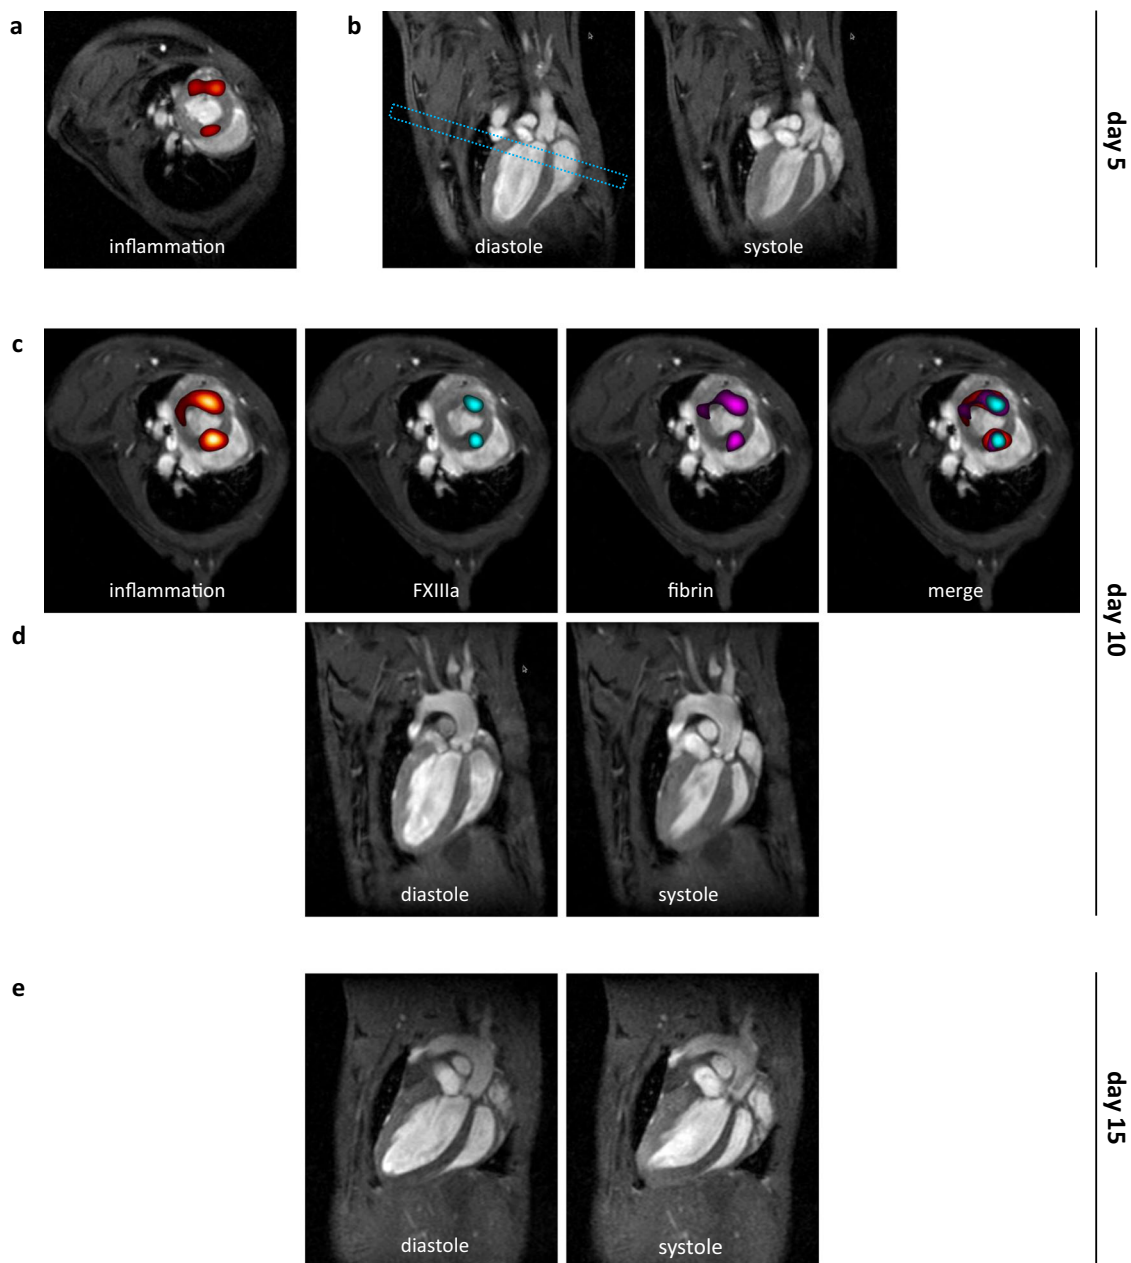 a
b
inflammation
diastole
systole
day 5
c
inflammation
FXIIIa
fibrin
merge
day 10
d
diastole
systole
e
diastole
systole
day 15